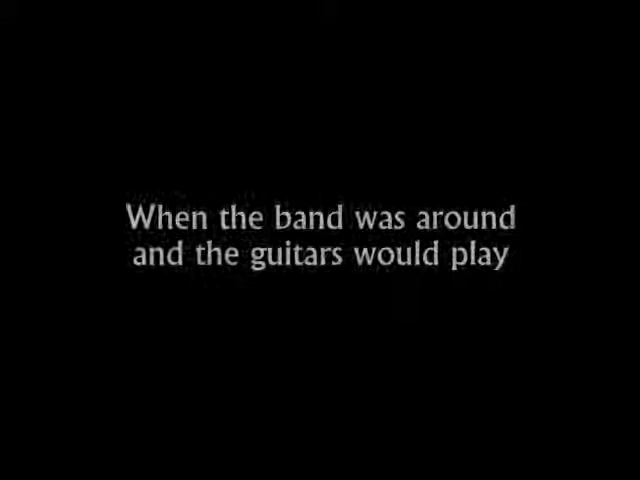 When the band was around
and the guitars would play